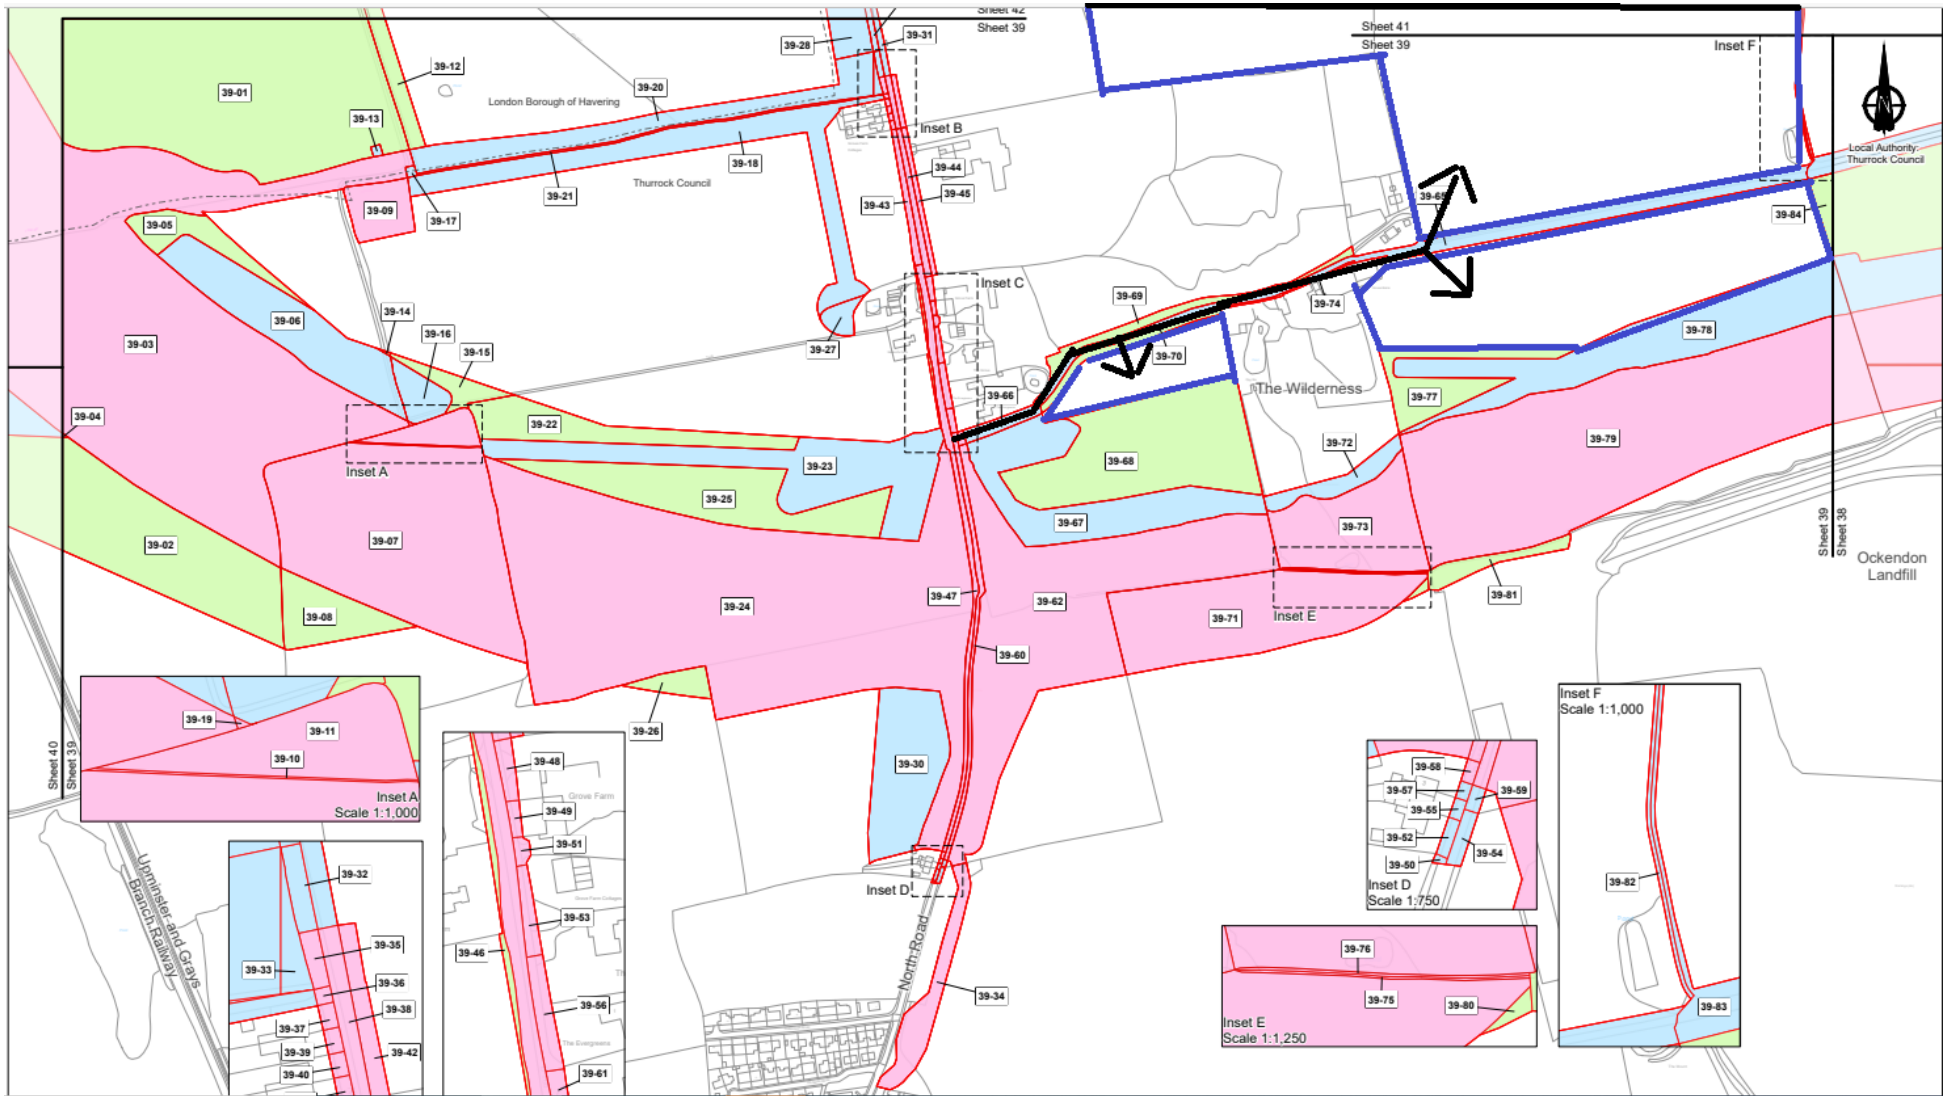 Sheet 42
Sheet 39
Sheet 41
Sheet 39
Inset F
39-28
39-31
39-12
39-01
39-20
London Borough of Havering
39-13
Inset B
39-18
39-21
Thurrock Council
39-44
39-45
39-43
39-65
Local Authority:
Thurrock Council
39-84
39-09
39-17
39-05
39-06
39-14
39-16
39-15
39-03
39-27
Inset C
39-69
39-74
39-70
39-78
39-66
The Wilderness
39-77
39-04
39-22
39-79
39-72
39-23
39-68
Inset A
39-25
39-67
39-73
39-02
39-07
Sheet 39
Sheet 38
Ockendon
Landfill
39-47
39-62
39-24
39-08
39-71
Inset E
39-81
39-60
39-26
39-30
Inset D
North Road
39-34
Sheet 40
Sheet 39
Upminster and Grays
Branch Railway
39-19
39-11
39-10
Inset A
Scale 1:1,000
39-32
39-35
39-33
39-36
39-38
39-37
39-39
39-42
39-40
39-48
Grove Farm
39-49
39-51
Grove Farm Cottages
39-53
39-46
39-56
The Evergreens
39-61
39-58
39-57
39-59
39-55
39-52
39-54
39-50
Inset D
Scale 1:750
39-76
39-75
39-80
Inset E
Scale 1:1,250
Inset F
Scale 1:1,000
39-82
39-83